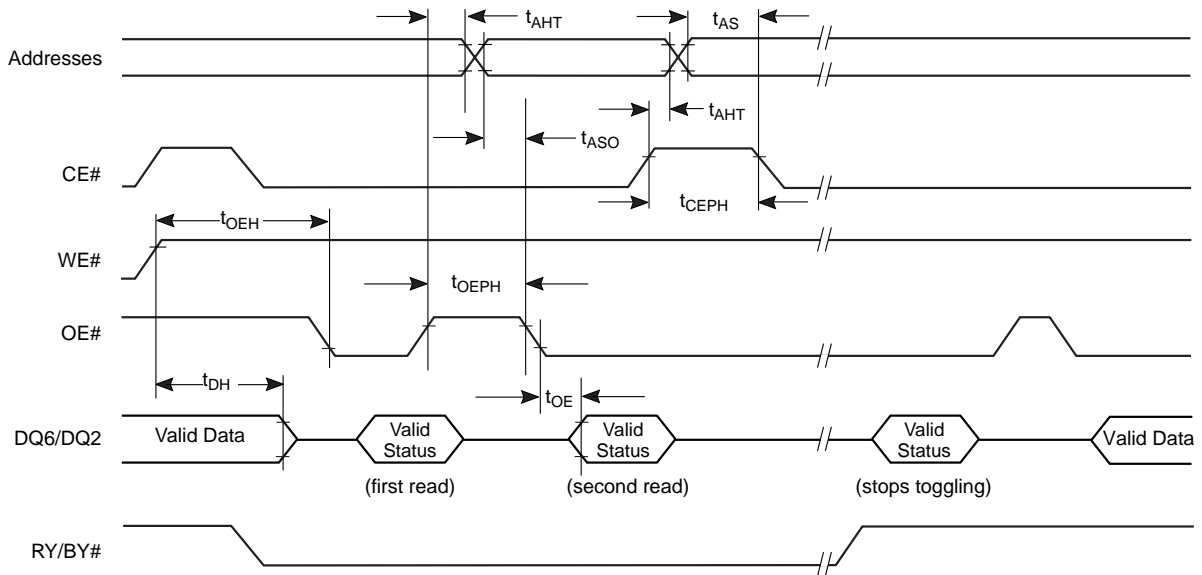 tAHT
tAS
Addresses
tAHT
tASO
CE#
tCEPH
tOEH
WE#
tOEPH
OE#
tDH
tOE
DQ6/DQ2
Valid Data
Valid
Status
Valid
Status
Valid
Status
Valid Data
(first read)
(second read)
(stops toggling)
RY/BY#